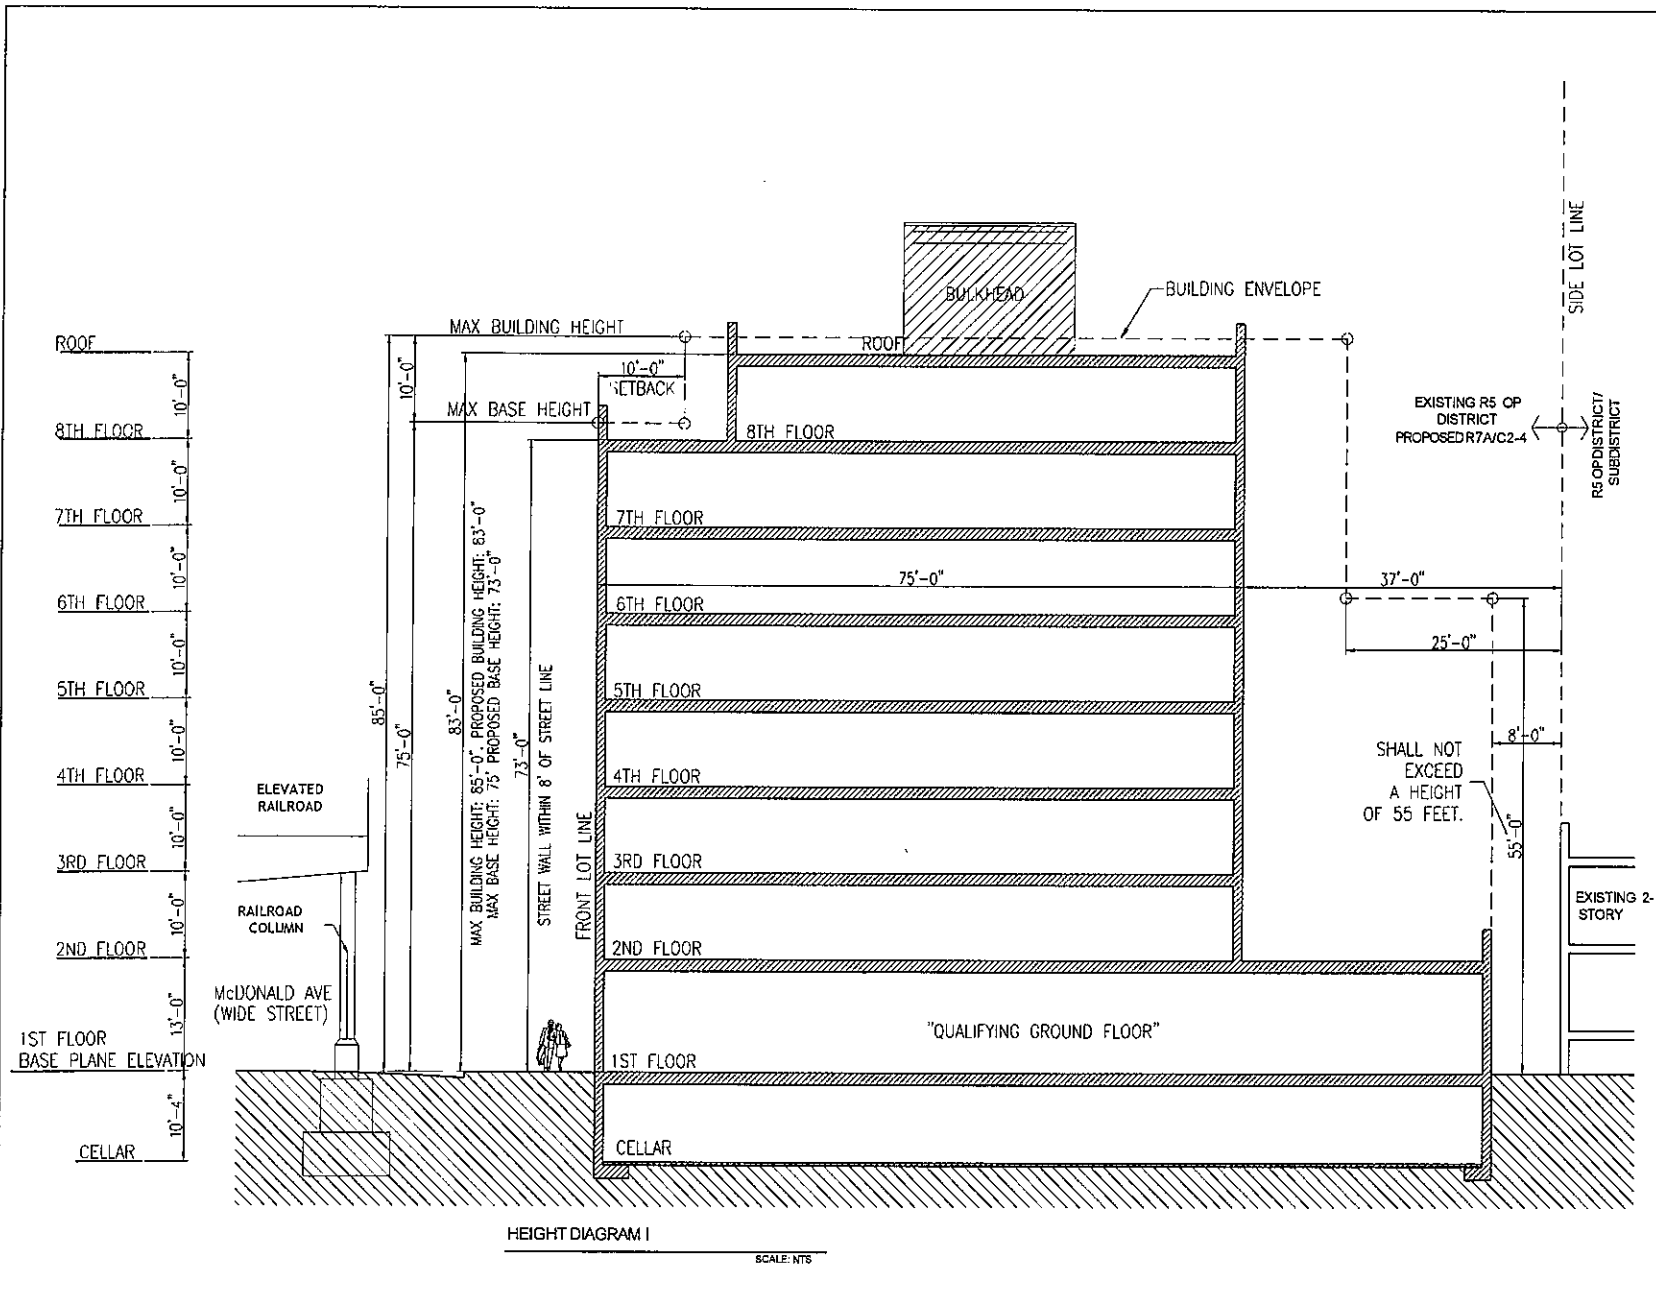 SIDE LOT LINE
BULKHEAD
BUILDING ENVELOPE
MAX BUILDING HEIGHT
ROOF
ROOF
10'-0"
10'-0"
SETBACK
10'-0"
MAX BASE HEIGHT
EXISTING R5 OP
DISTRICT
PROPOSED R7A/C2-4
R5 OPDISTRICT/
SUBDISTRICT
8TH FLOOR
8TH FLOOR
10'-0"
7TH FLOOR
7TH FLOOR
10'-0"
75'-0"
37'-0"
6TH FLOOR
6TH FLOOR
10'-0"
25'-0"
5TH FLOOR
5TH FLOOR
85'-0"
75'-0"
83'-0"
MAX BUILDING HEIGHT: 85'-0". PROPOSED BUILDING HEIGHT: 83'-0"
MAX BASE HEIGHT: 75' PROPOSED BASE HEIGHT: 73'-0"
73'-0"
STREET WALL WITHIN 8' OF STREET LINE
FRONT LOT LINE
10'-0"
8'-0"
SHALL NOT
EXCEED
A HEIGHT
OF 55 FEET.
55'-0"
4TH FLOOR
4TH FLOOR
ELEVATED
RAILROAD
10'-0"
3RD FLOOR
3RD FLOOR
EXISTING 2-
STORY
RAILROAD
COLUMN
10'-0"
2ND FLOOR
2ND FLOOR
McDONALD AVE
(WIDE STREET)
13'-0"
"QUALIFYING GROUND FLOOR"
1ST FLOOR
BASE PLANE ELEVATION
1ST FLOOR
10'-4"
CELLAR
CELLAR
HEIGHT DIAGRAM I
SCALE: NTS